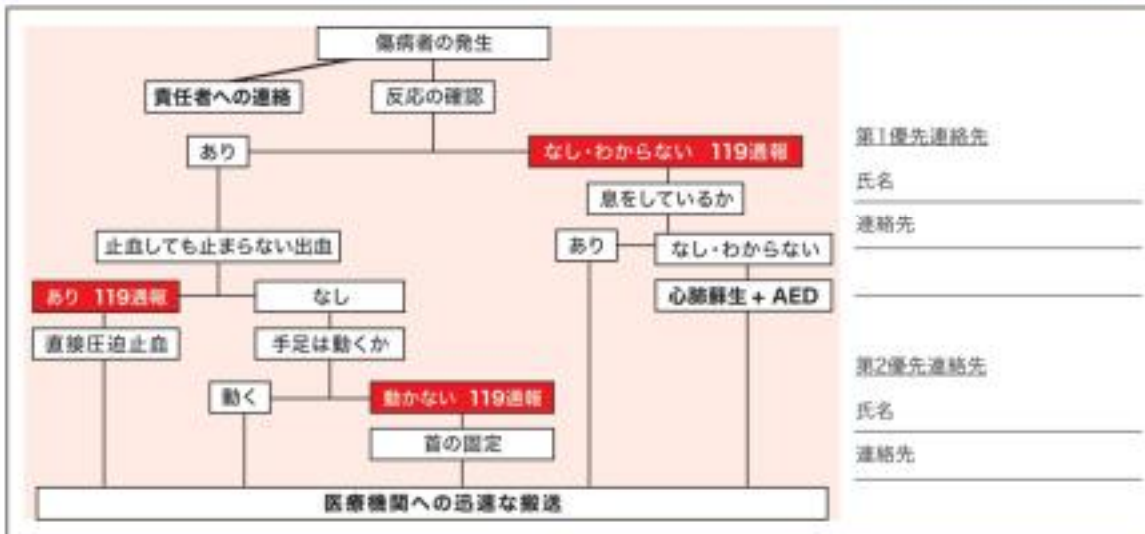 傷病者の発生
責任者への連絡
反応の確認
あり
なし・わからない 119通報
息をしているか
あり
なし・わからない
心肺蘇生 + AED
止血しても止まらない出血
あり 119通報
なし
直接圧迫止血
手足は動くか
動く
動かない 119通報
首の固定
医療機関への迅速な搬送
第1優先連絡先
氏名
連絡先
第2優先連絡先
氏名
連絡先